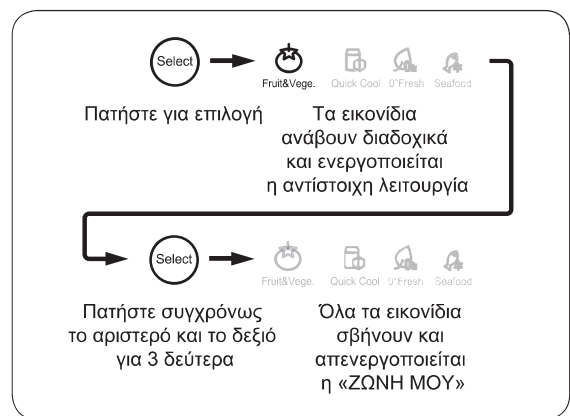 Select
Fruit&Vege. Quick Cool 0°Fresh Seafood
Πατήστε για επιλογή
Τα εικονίδια
ανάβουν διαδοχικά
και ενεργοποιείται
η αντίστοιχη λειτουργία
Select
Fruit&Vege. Quick Cool 0°Fresh Seafood
Πατήστε συγχρόνως
το αριστερό και το δεξιό
για 3 δεύτερα
Όλα τα εικονίδια
σβήνουν και
απενεργοποιείται
η «ΖΩΝΗ ΜΟΥ»